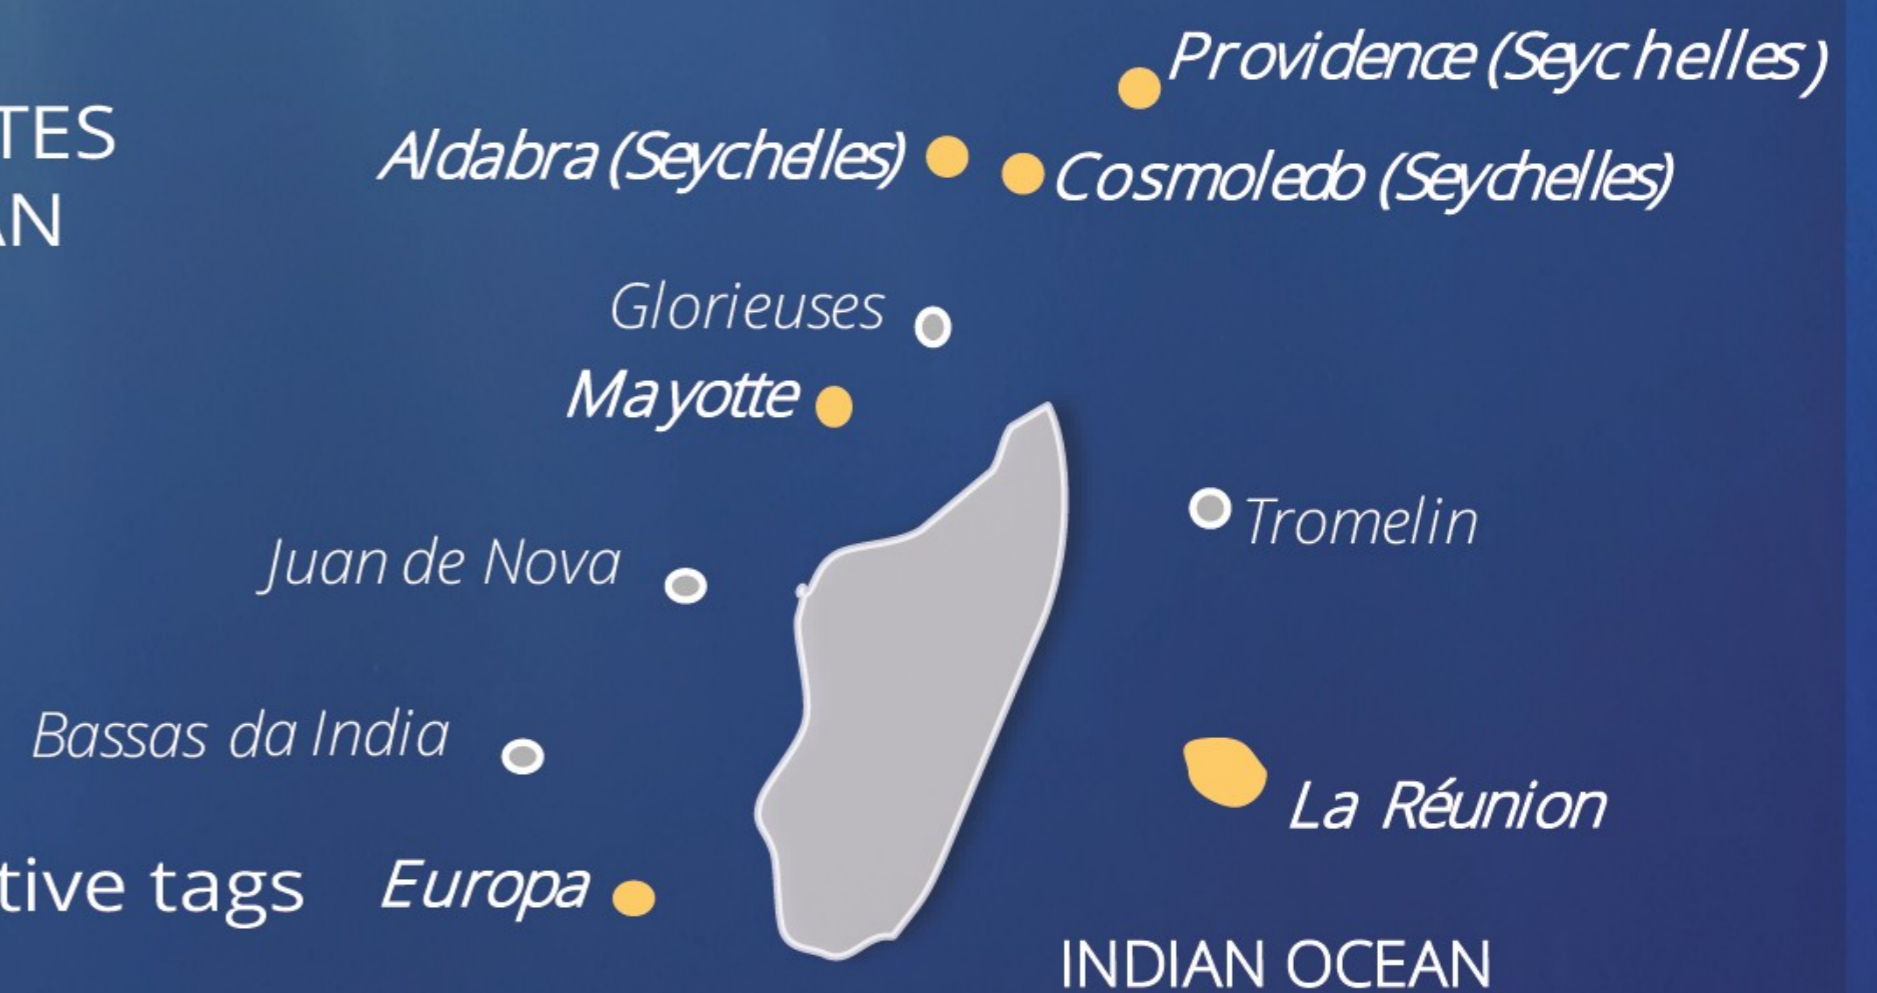 Providence (Seychelles)
TES
Aldabra (Seychelles)
Cosmoledo (Seychelles)
AN
Glorieuses
Mayotte
Tromelin
Juan de Nova
Bassas da India
La Réunion
tive tags
Europa
INDIAN OCEAN